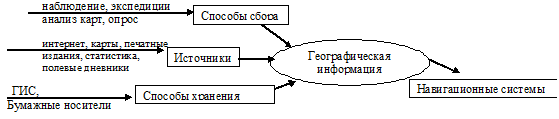 наблюдение, экспедиции
анализ карт, опрос
Способы сбора
интернет, карты, печатные
издания, статистика,
полевые дневники
Источники
Географическая
информация
ГИС,
Бумажные носители
Способы хранения
Навигационные системы